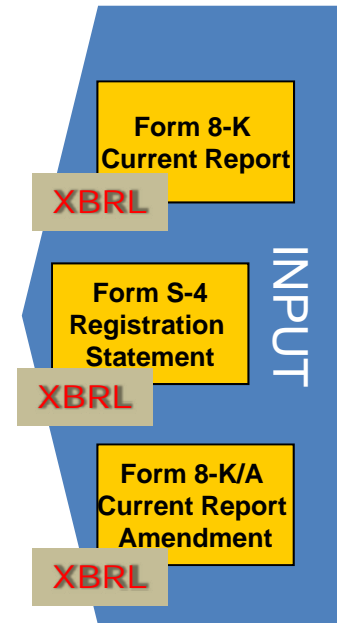 Form 8-K
Current Report
XBRL
INPUT
Form S-4
Registration
Statement
XBRL
Form 8-K/A
Current Report
Amendment
XBRL